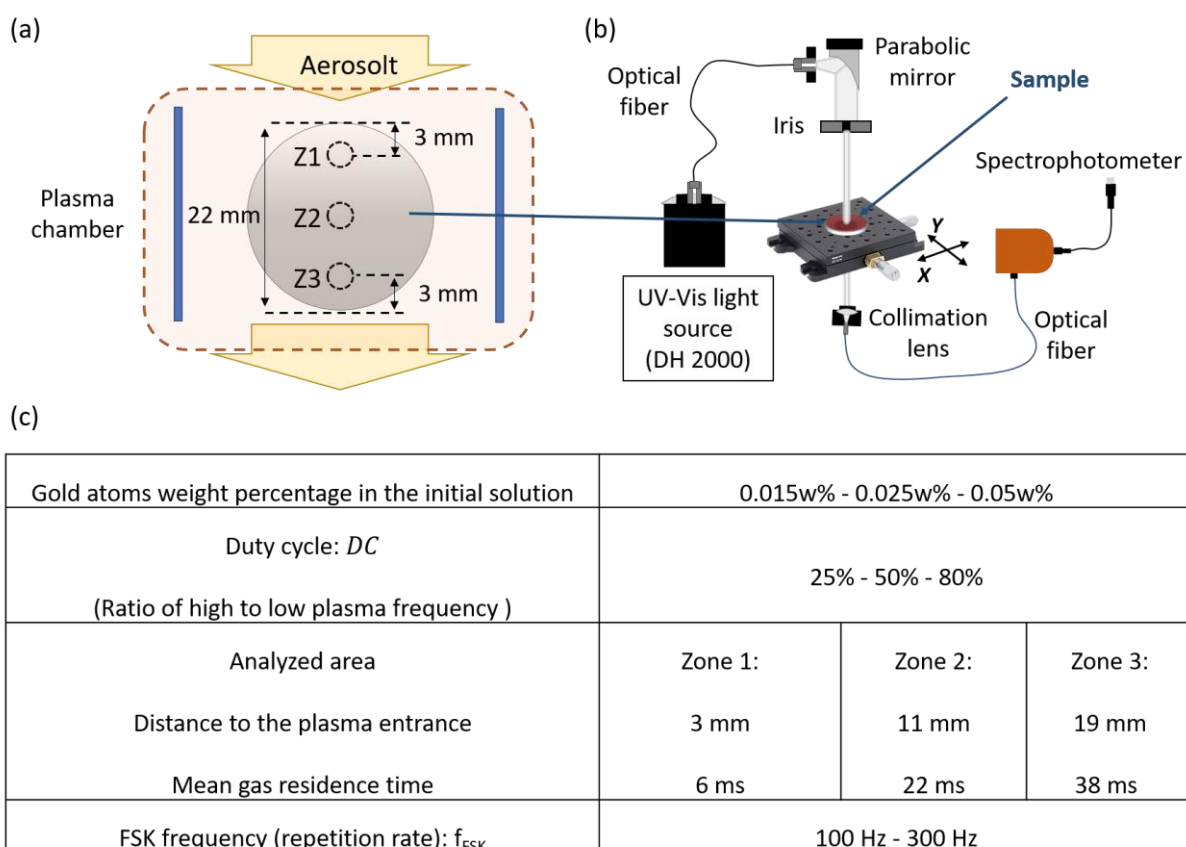 (a)
Aerosolt
Z1
3 mm
Plasma
chamber
22 mm
Z2
Z3
3 mm
(b)
Optical
fiber
Parabolic
mirror
Sample
Iris
Spectrophotometer
Y
X
UV-Vis light
source
(DH 2000)
Collimation
lens
Optical
fiber
(c)
Gold atoms weight percentage in the initial solution 0.015w% - 0.025w% - 0.05w%
Duty cycle: DC
(Ratio of high to low plasma frequency )
25% - 50% - 80%
Analyzed area Zone 1: Zone 2: Zone 3:
Distance to the plasma entrance 3 mm 11 mm 19 mm
Mean gas residence time 6 ms 22 ms 38 ms
FSK frequency (repetition rate): fFSK 100 Hz - 300 Hz